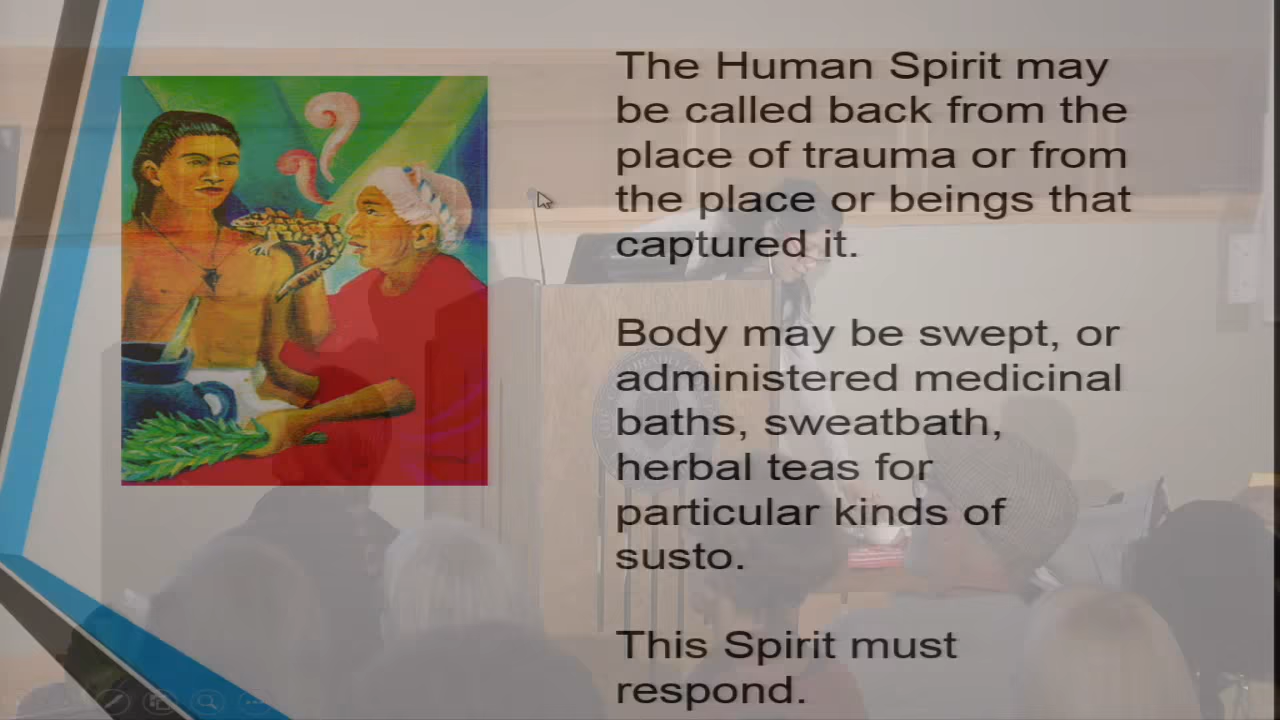 The Human Spirit may
be called back from the
place of trauma or from
the place or beings that
captured it.
Body may be swept, or
administered medicinal
baths, sweatbath,
herbal teas for
particular kinds of
susto.
This Spirit must
respond.